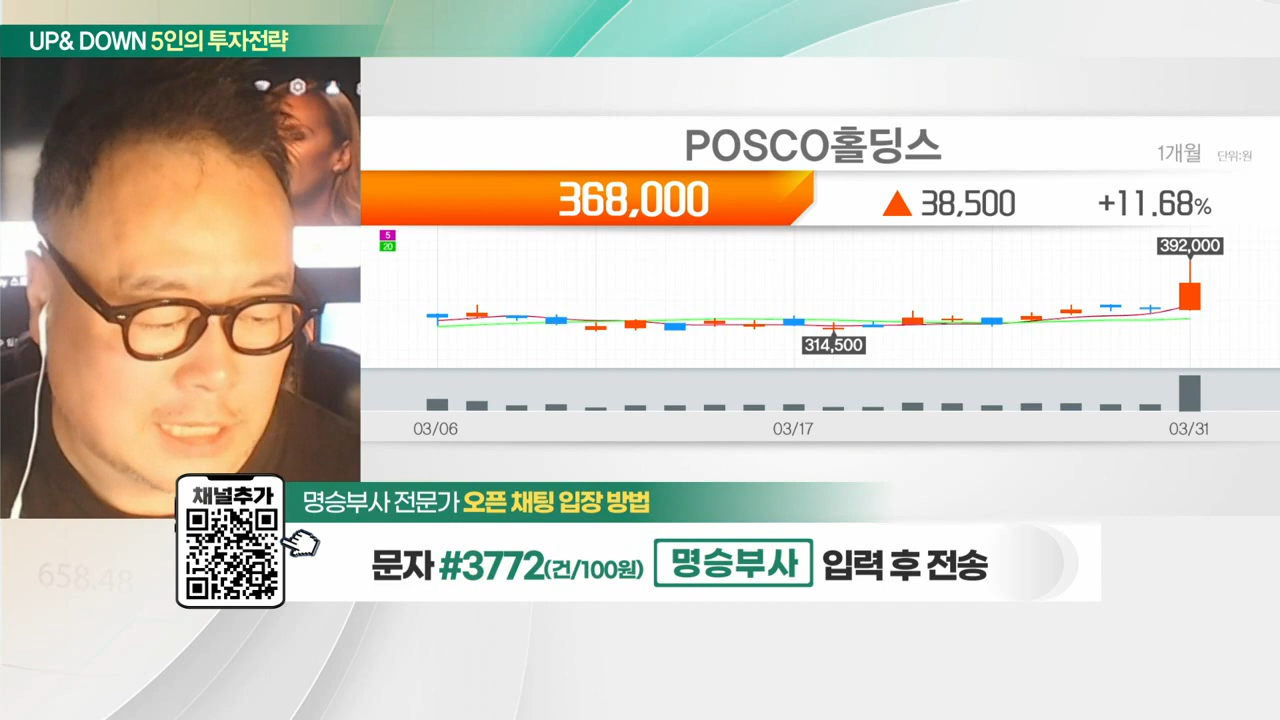 UP& DOWN 5인의 투자전략
POSCO홀딩스
1개월 단위:원
368,000 ▲ 38,500 +11.68%
5
20
392,000
314,500
03/06 03/17 03/31
채널추가
명승부사 전문가 오픈 채팅 입장 방법
문자 #3772(건/100원) 명승부사 입력 후 전송
658.48